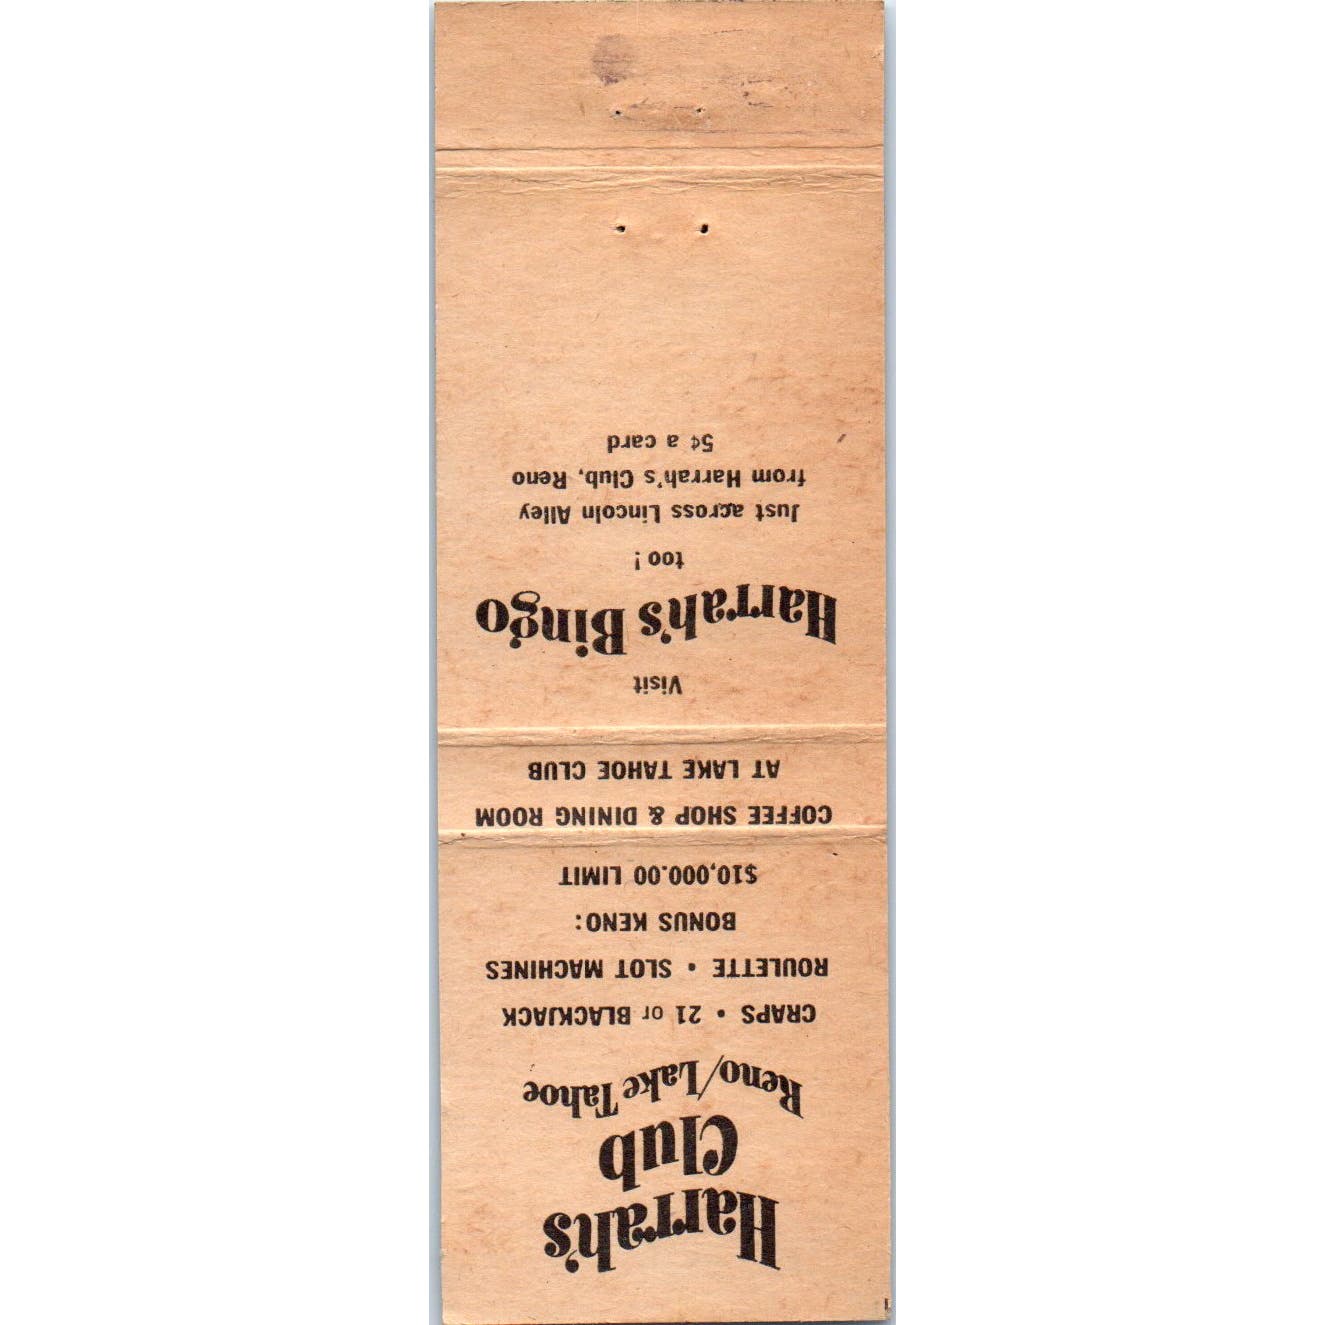 Harrah's
Club
Reno/Lake Tahoe
CRAPS • 21 or BLACKJACK
ROULETTE • SLOT MACHINES
BONUS KENO:
$10,000.00 LIMIT
COFFEE SHOP & DINING ROOM
AT LAKE TAHOE CLUB
Visit
Harrah's Bingo
too!
Just across Lincoln Alley
from Harrah's Club, Reno
5¢ a card